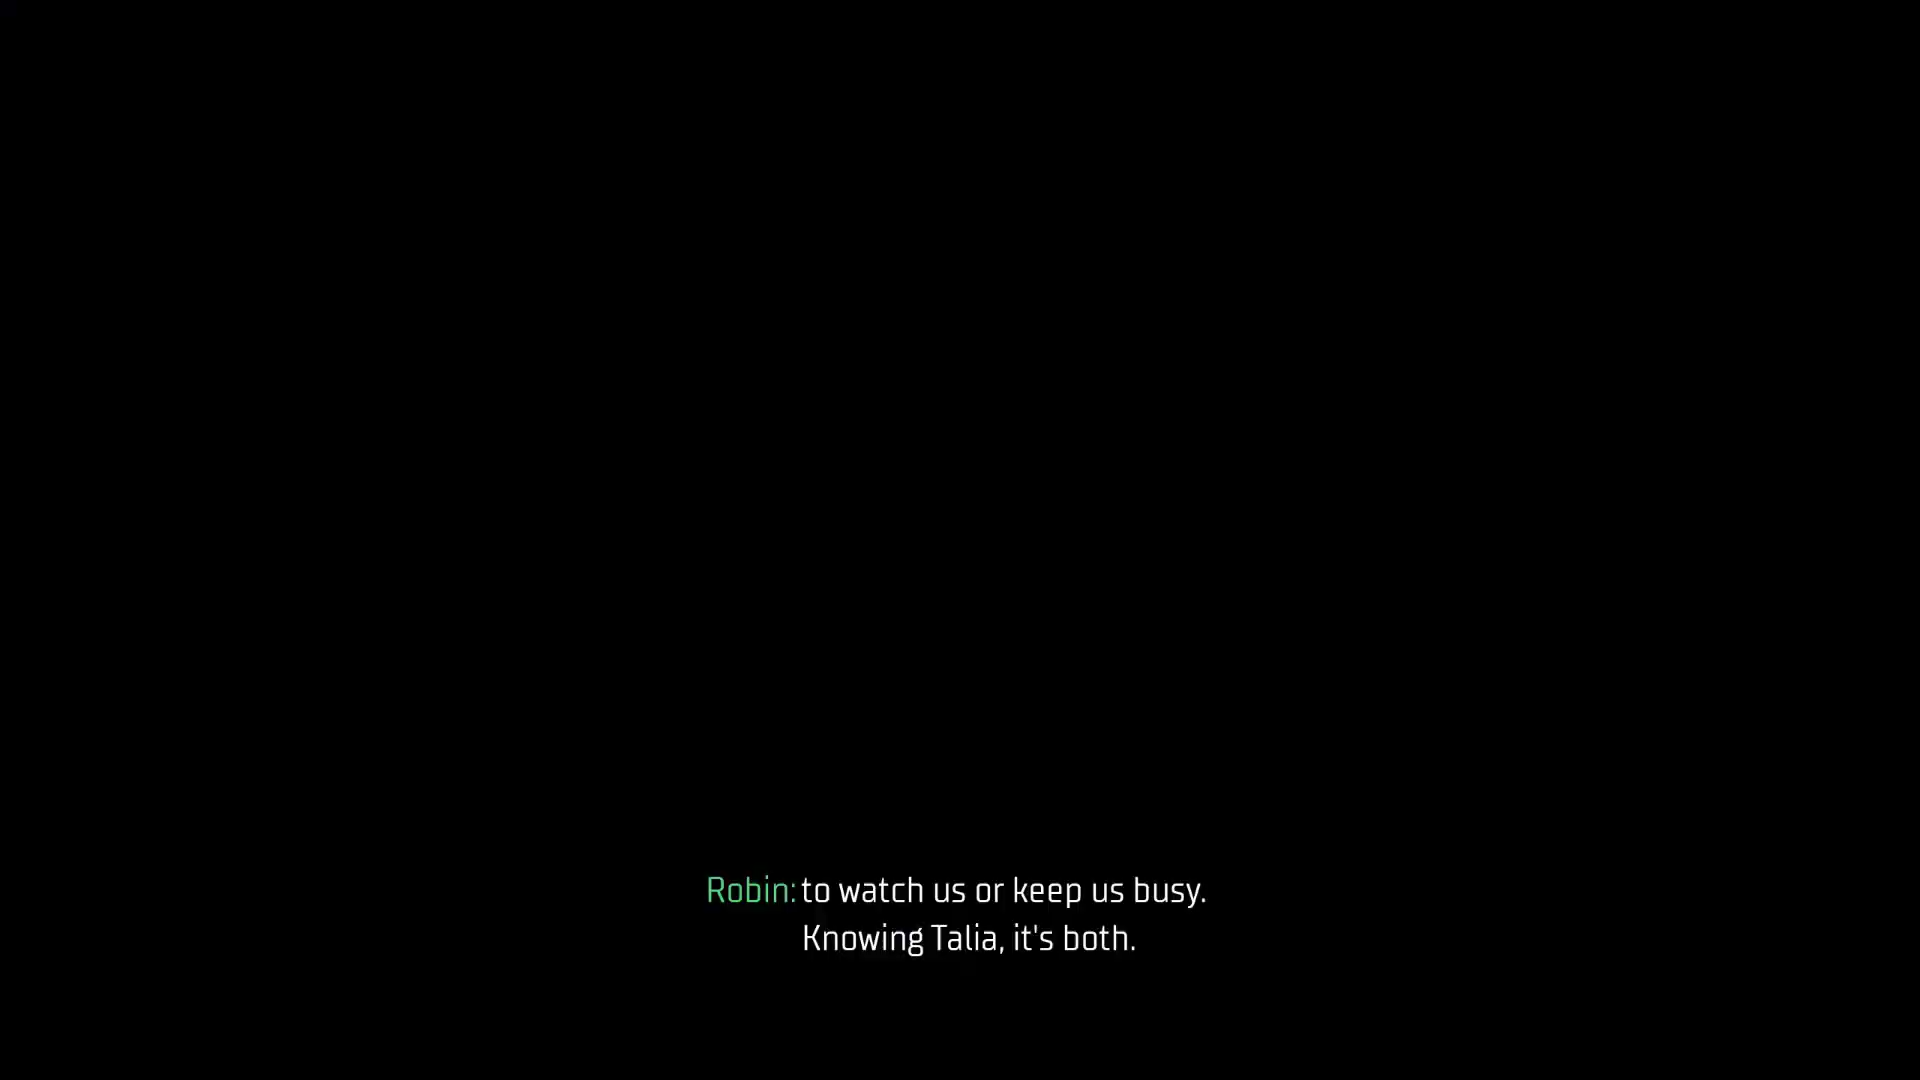 Robin: to watch us or keep us busy.
Knowing Talia, it's both.